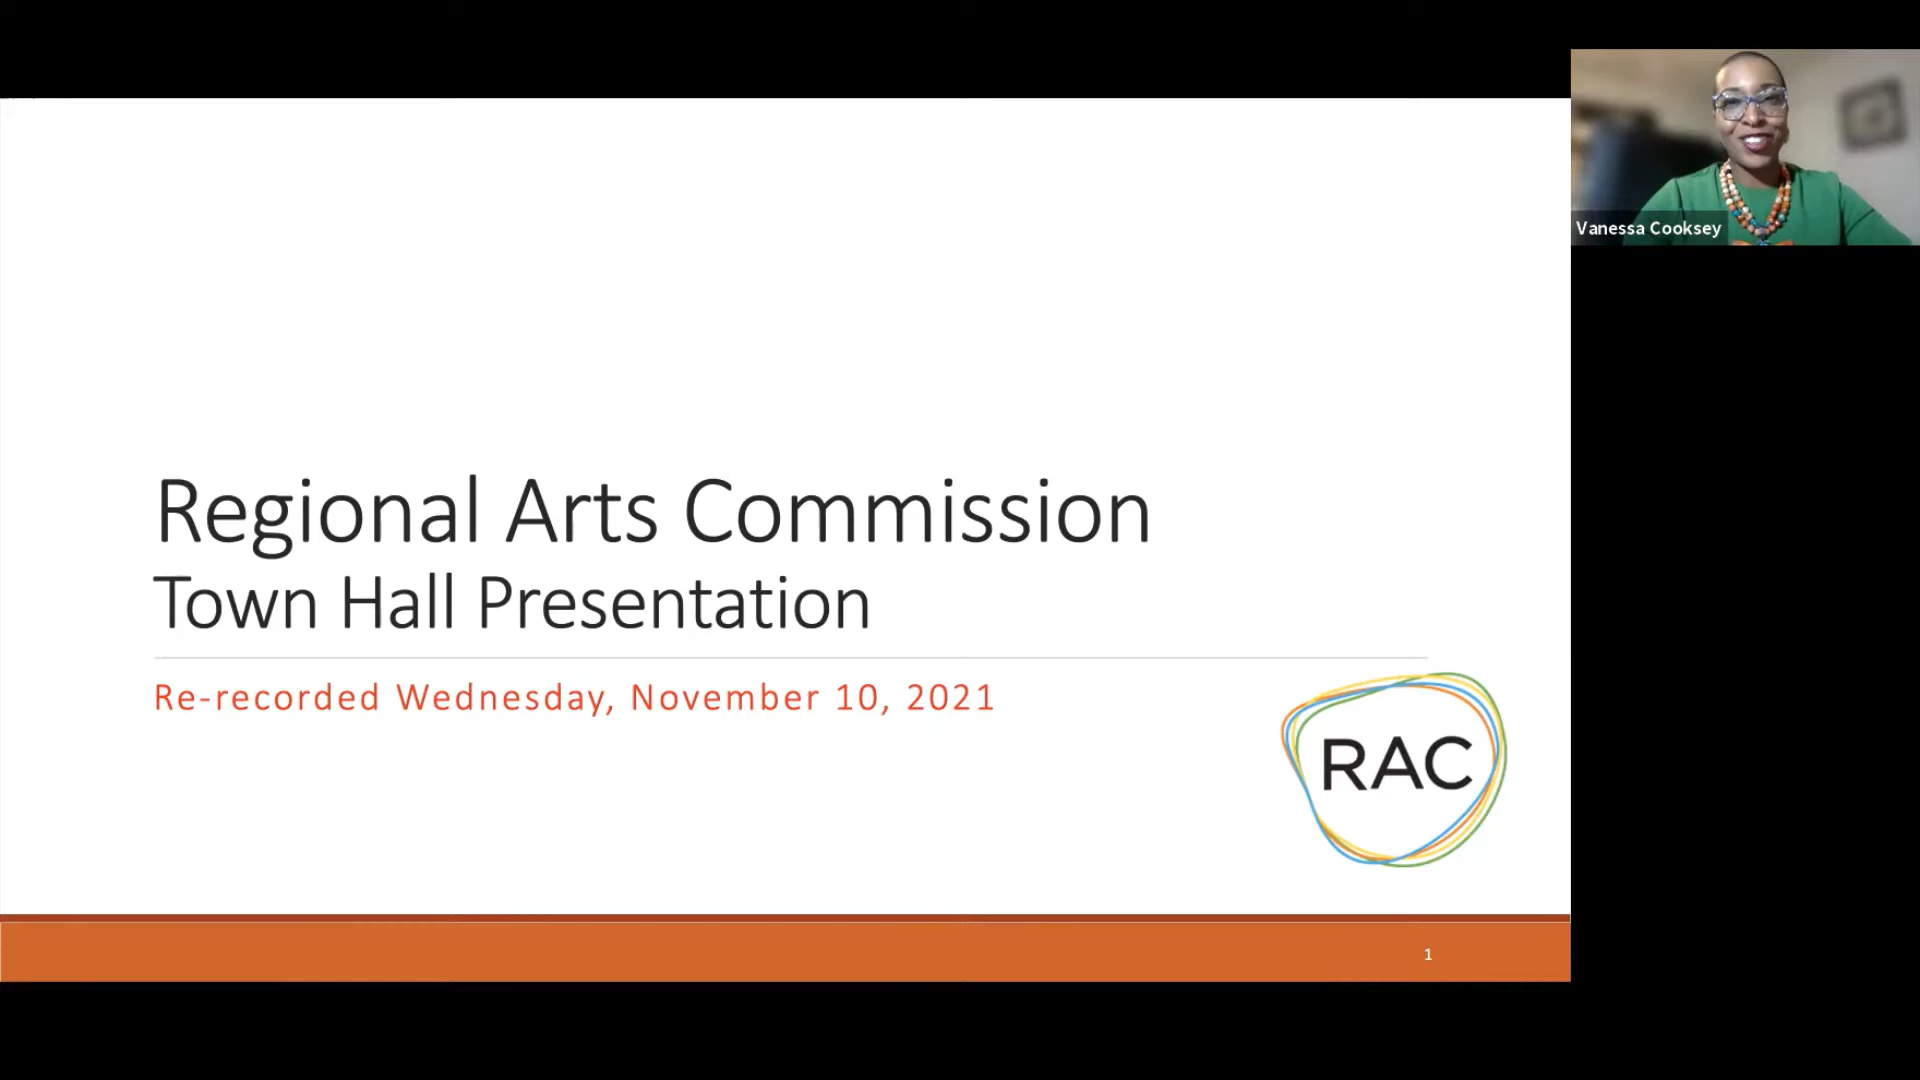 Vanessa Cooksey
Regional Arts Commission
Town Hall Presentation
Re-recorded Wednesday, November 10, 2021
RAC
1